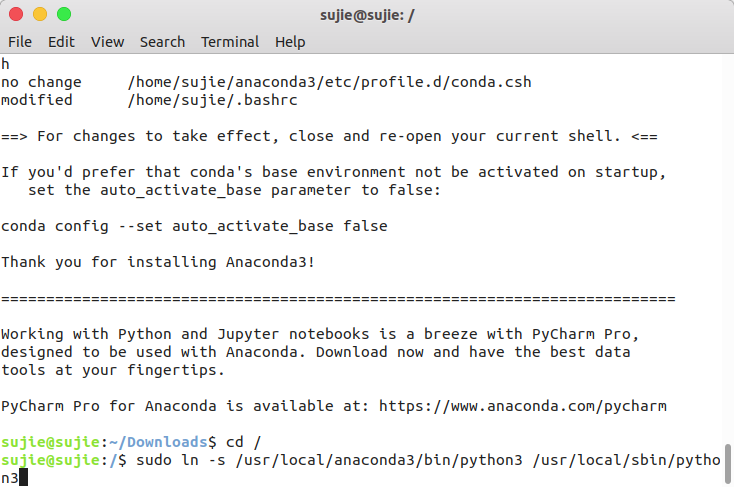 sujie@sujie: /
File Edit View Search Terminal Help
h
no change     /home/sujie/anaconda3/etc/profile.d/conda.csh
modified      /home/sujie/.bashrc
==> For changes to take effect, close and re-open your current shell. <==
If you'd prefer that conda's base environment not be activated on startup,
   set the auto_activate_base parameter to false:
conda config --set auto_activate_base false
Thank you for installing Anaconda3!
===========================================================================
Working with Python and Jupyter notebooks is a breeze with PyCharm Pro,
designed to be used with Anaconda. Download now and have the best data
tools at your fingertips.
PyCharm Pro for Anaconda is available at: https://www.anaconda.com/pycharm
sujie@sujie:~/Downloads$ cd /
sujie@sujie:/$ sudo ln -s /usr/local/anaconda3/bin/python3 /usr/local/sbin/pytho
n3